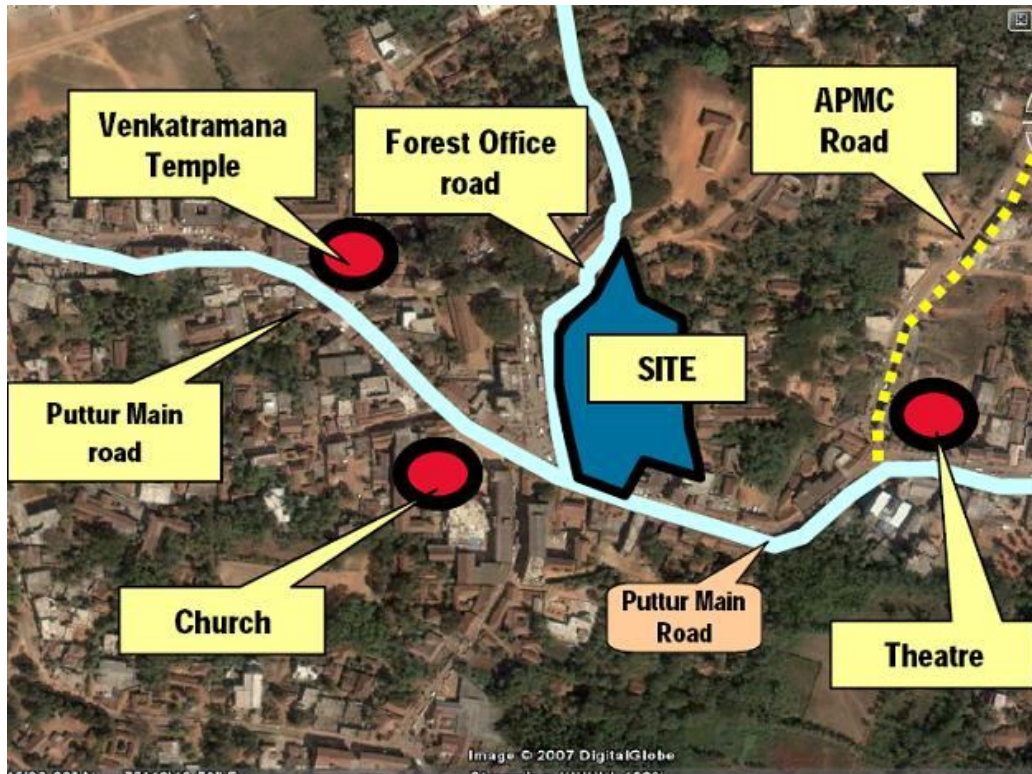 Venkatramana
Temple
Forest Office
road
APMC
Road
SITE
Puttur Main
road
Church
Puttur Main
Road
Theatre
Image © 2007 DigitalGlobe